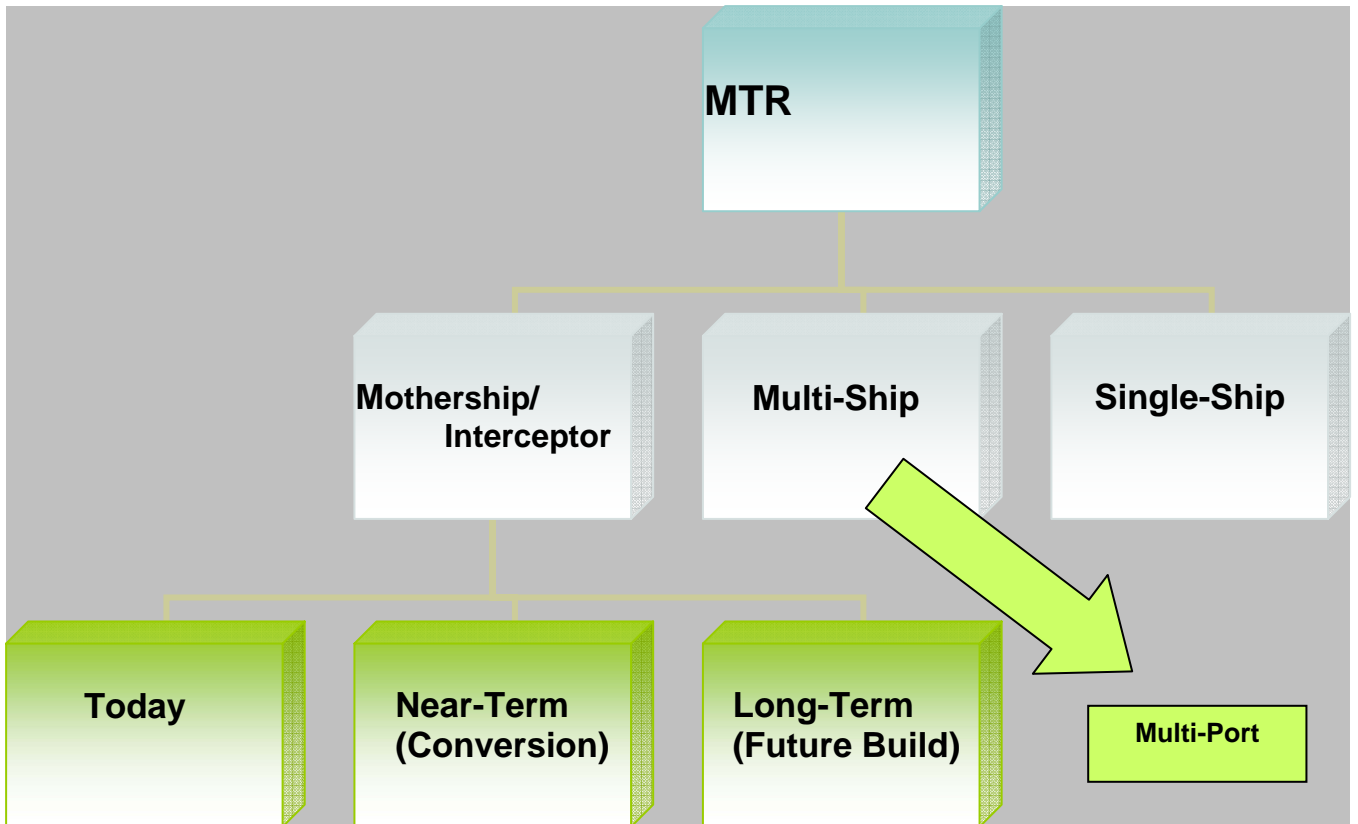 MTR
Mothership/
Interceptor
Multi-Ship
Single-Ship
Today
Near-Term
(Conversion)
Long-Term
(Future Build)
Multi-Port